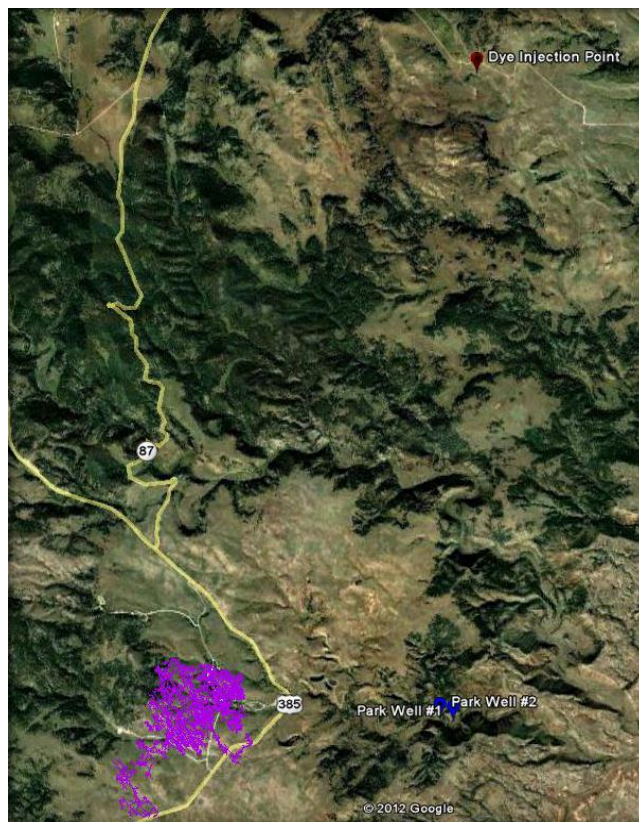 Dye Injection Point
87
385
Park Well #1
Park Well #2
© 2012 Google